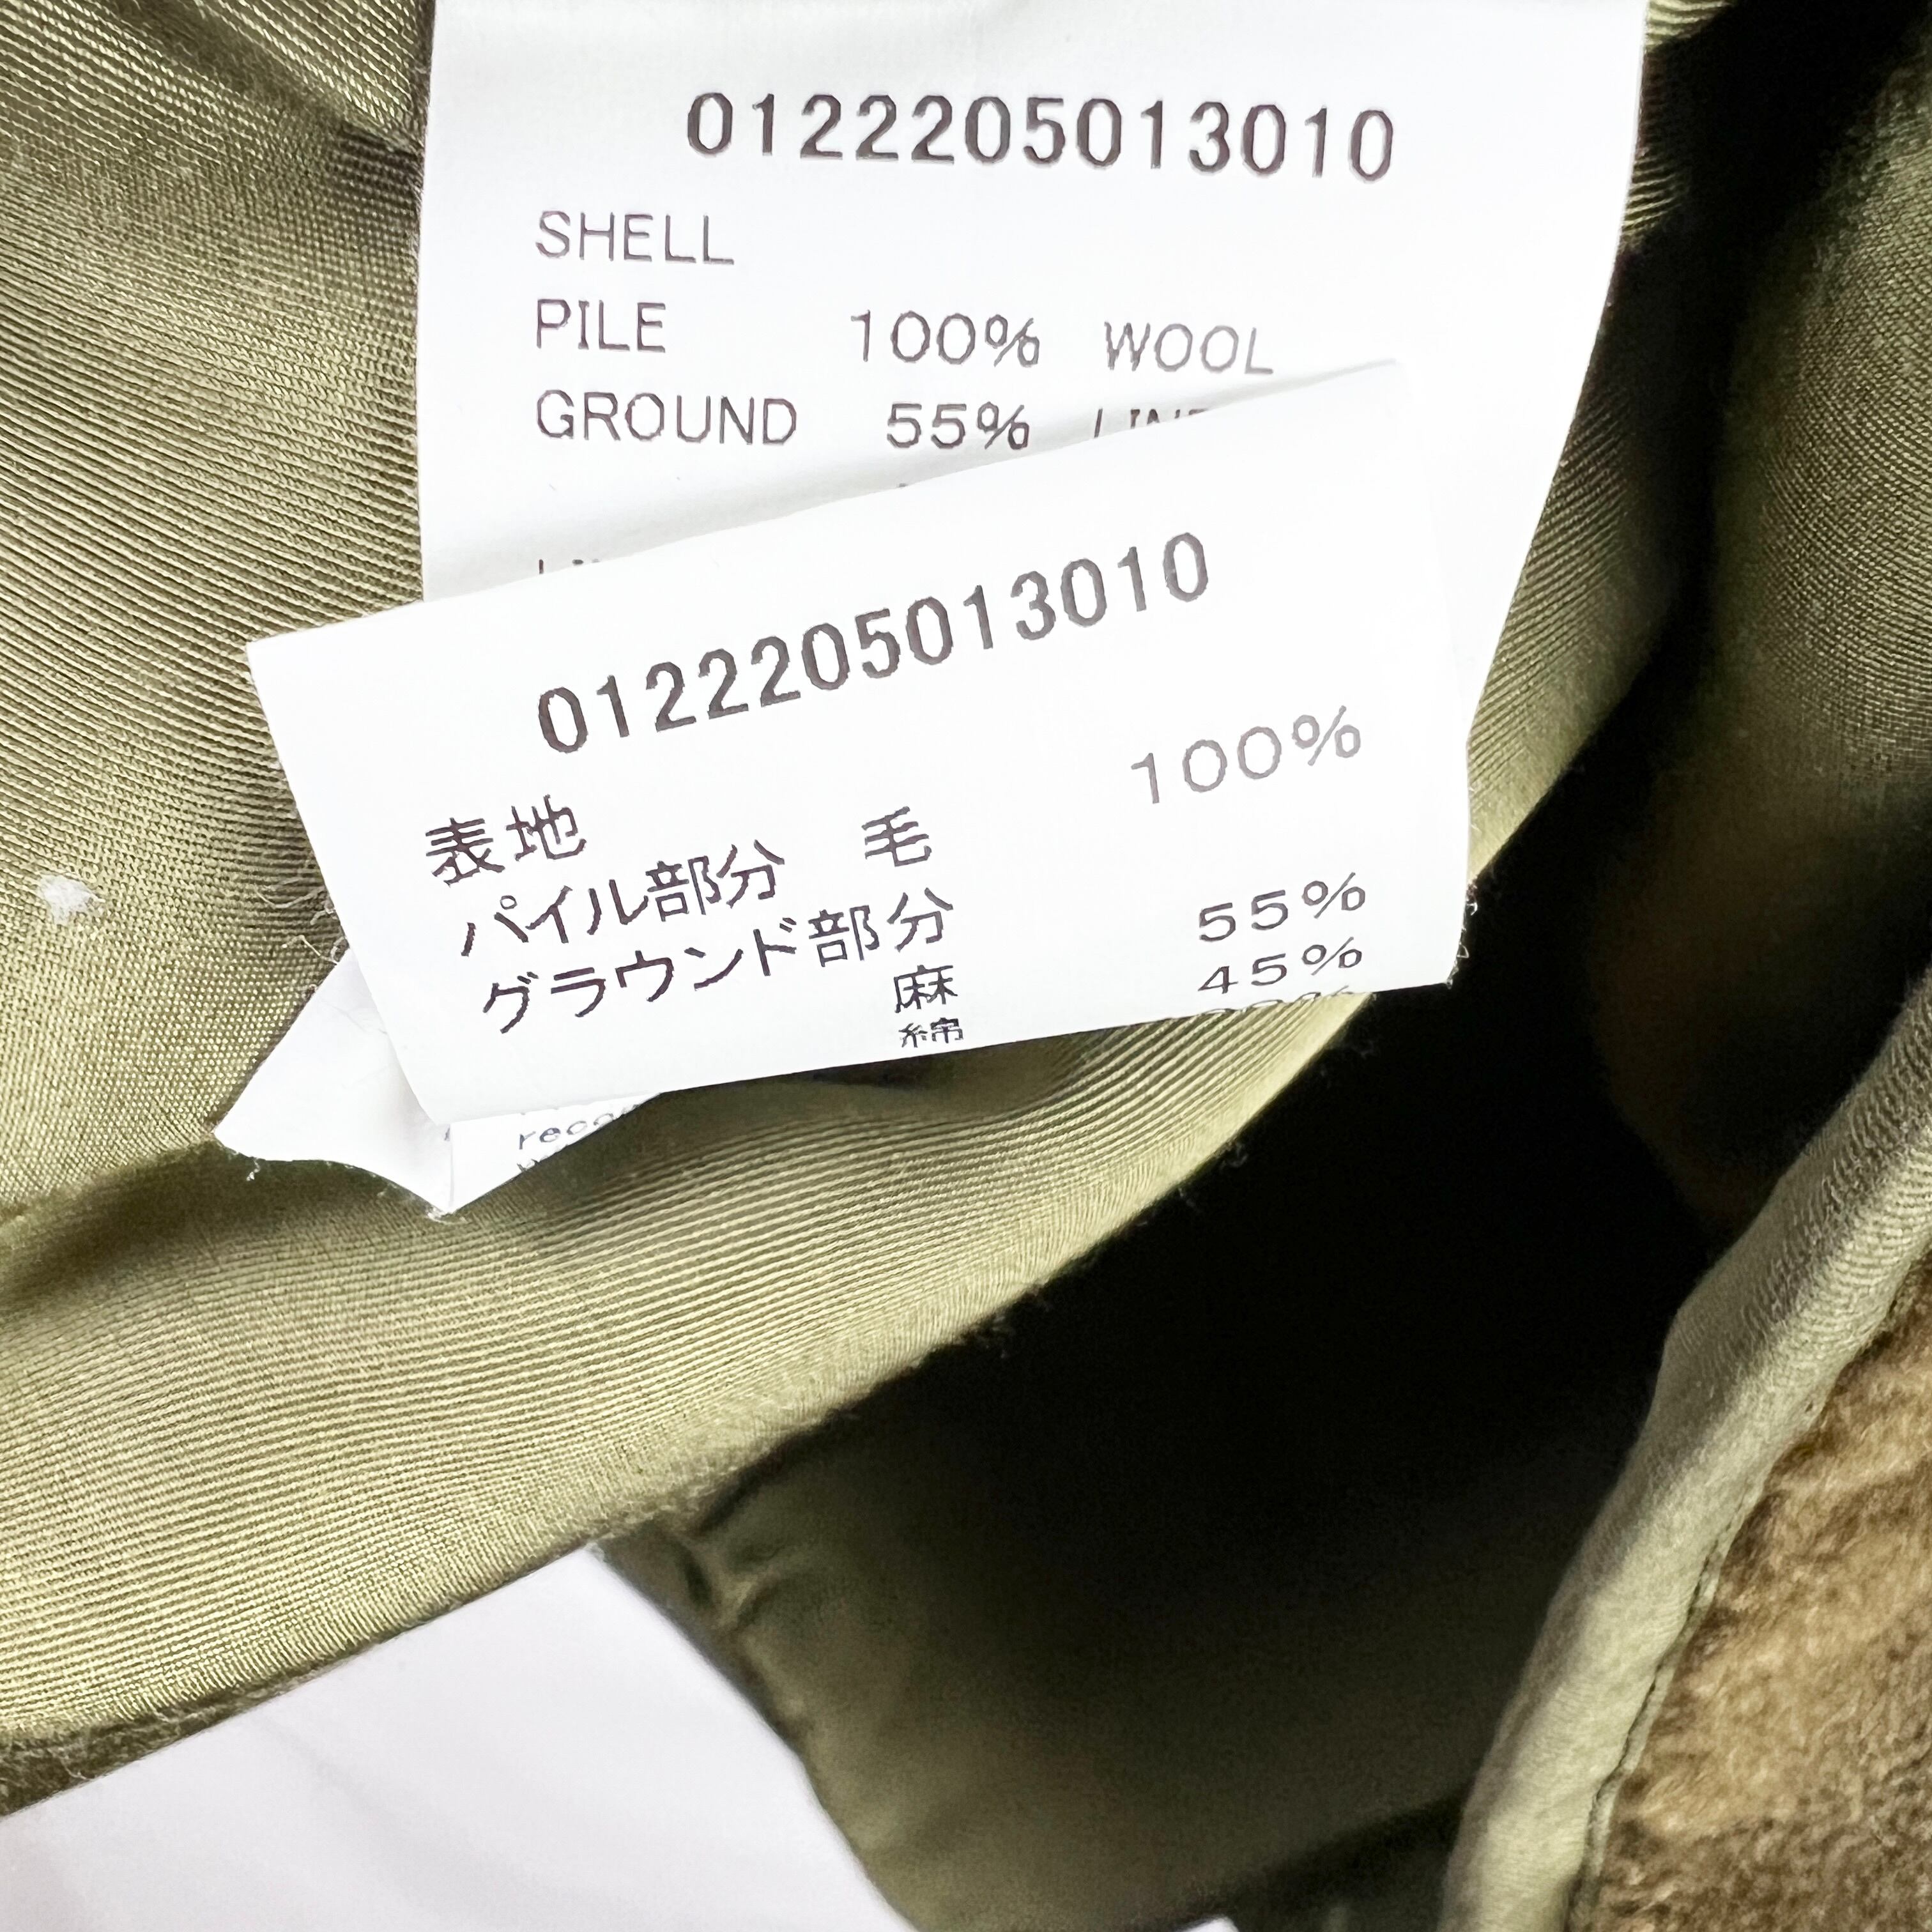 0122205013010
SHELL
PILE 100% WOOL
GROUND 55%
0122205013010
表地
パイル部分 毛 100%
グラウンド部分
麻 55%
綿 45%